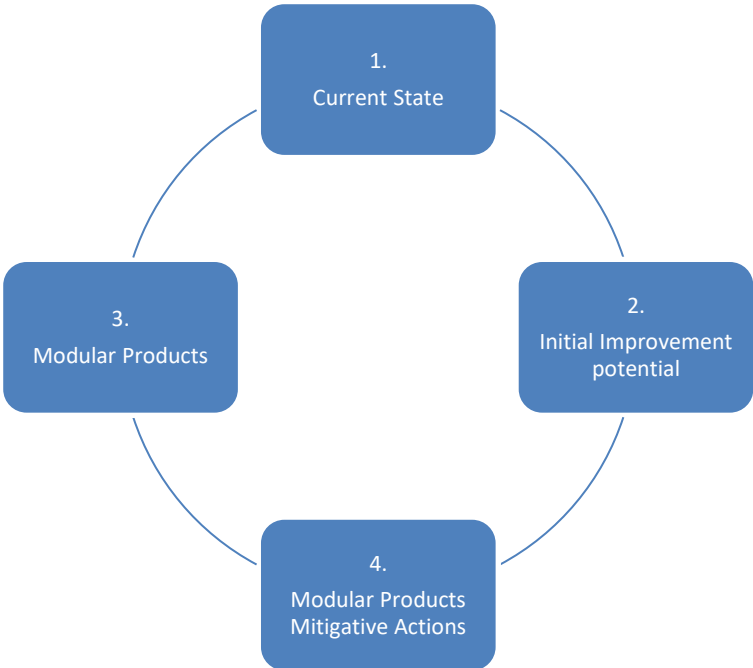 1.
Current State
2.
Initial Improvement
potential
3.
Modular Products
4.
Modular Products
Mitigative Actions